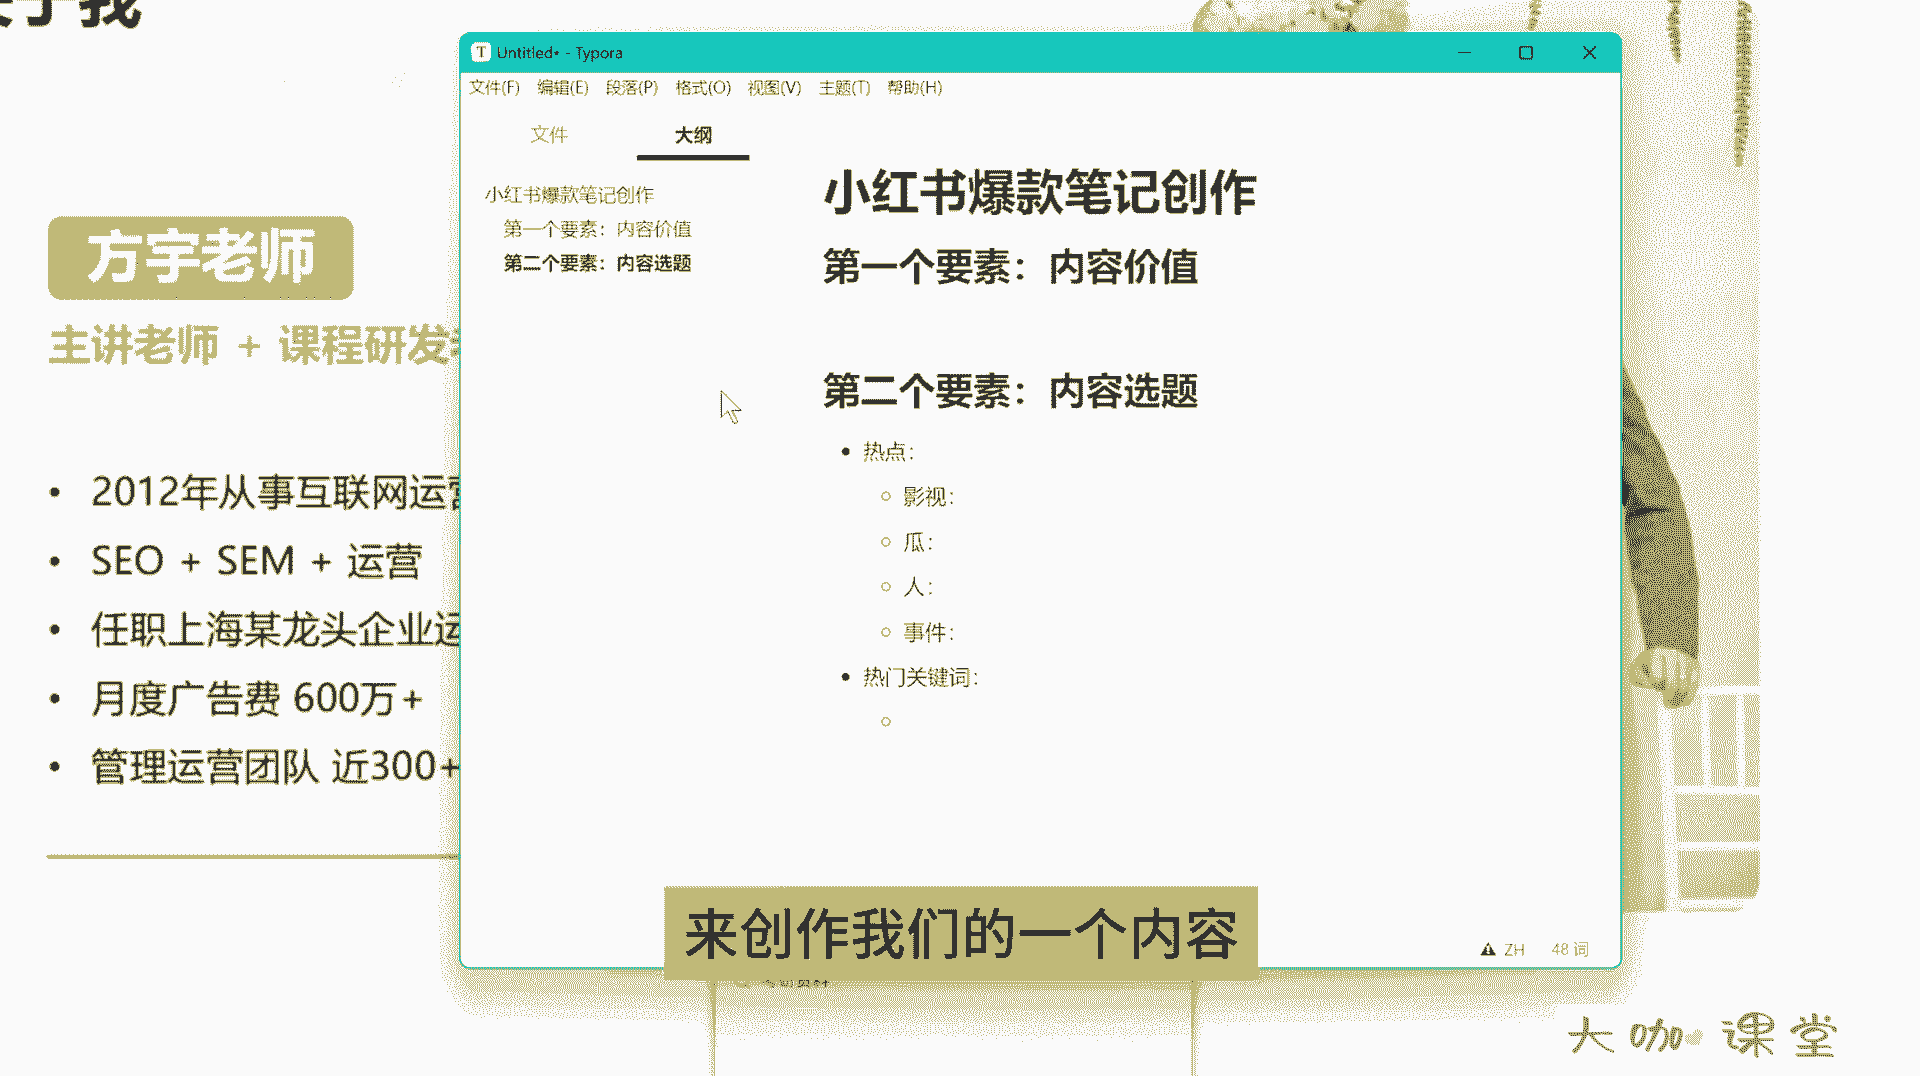 关于我
方宇老师
主讲老师 + 课程研发
2012年从事互联网运营
SEO + SEM + 运营
任职上海某龙头企业运
月度广告费 600万+
管理运营团队 近300+
Untitled• - Typora
文件(F) 编辑(E) 段落(P) 格式(O) 视图(V) 主题(T) 帮助(H)
文件 大纲
小红书爆款笔记创作
第一个要素：内容价值
第二个要素：内容选题
小红书爆款笔记创作
第一个要素：内容价值
第二个要素：内容选题
热点：
影视：
瓜：
人：
事件：
热门关键词：
ZH 48 词
来创作我们的一个内容
大咖课堂